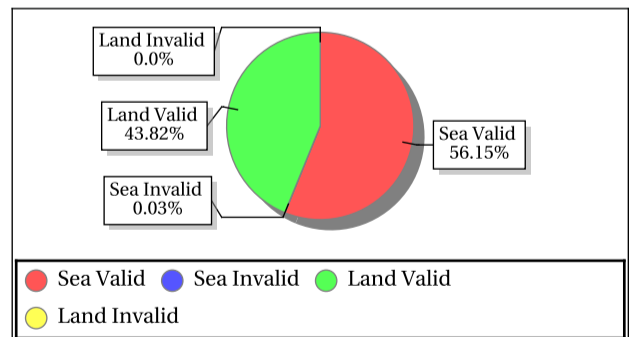 Land Invalid
0.0%
Land Valid
43.82%
Sea Valid
56.15%
Sea Invalid
0.03%
Sea Valid
Sea Invalid
Land Valid
Land Invalid